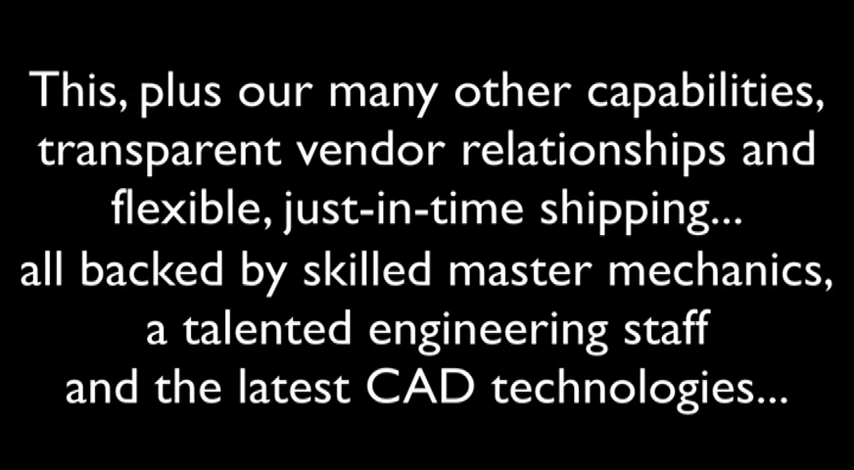 This, plus our many other capabilities,
transparent vendor relationships and
flexible, just-in-time shipping...
all backed by skilled master mechanics,
a talented engineering staff
and the latest CAD technologies...